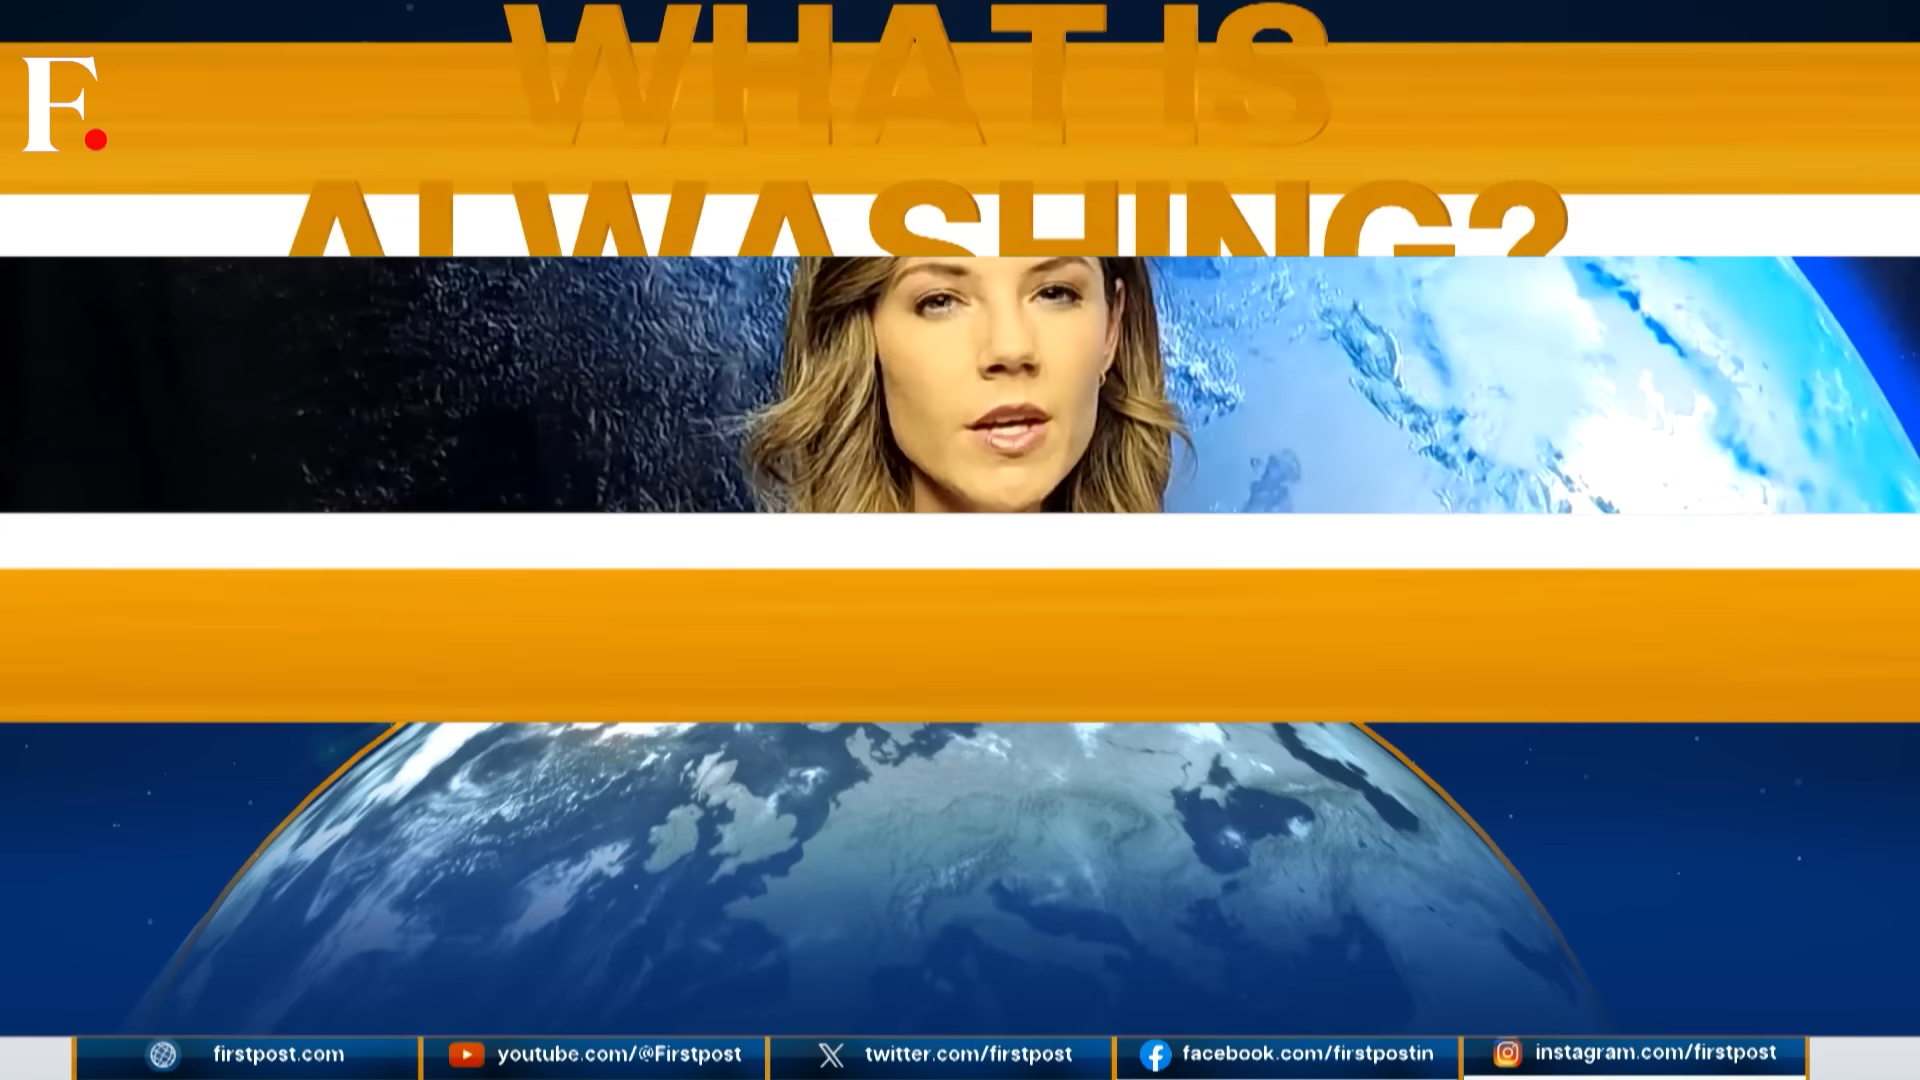 WHAT IS
AI WASHING?
F.
firstpost.com
youtube.com/@Firstpost
twitter.com/firstpost
facebook.com/firstpostin
instagram.com/firstpost